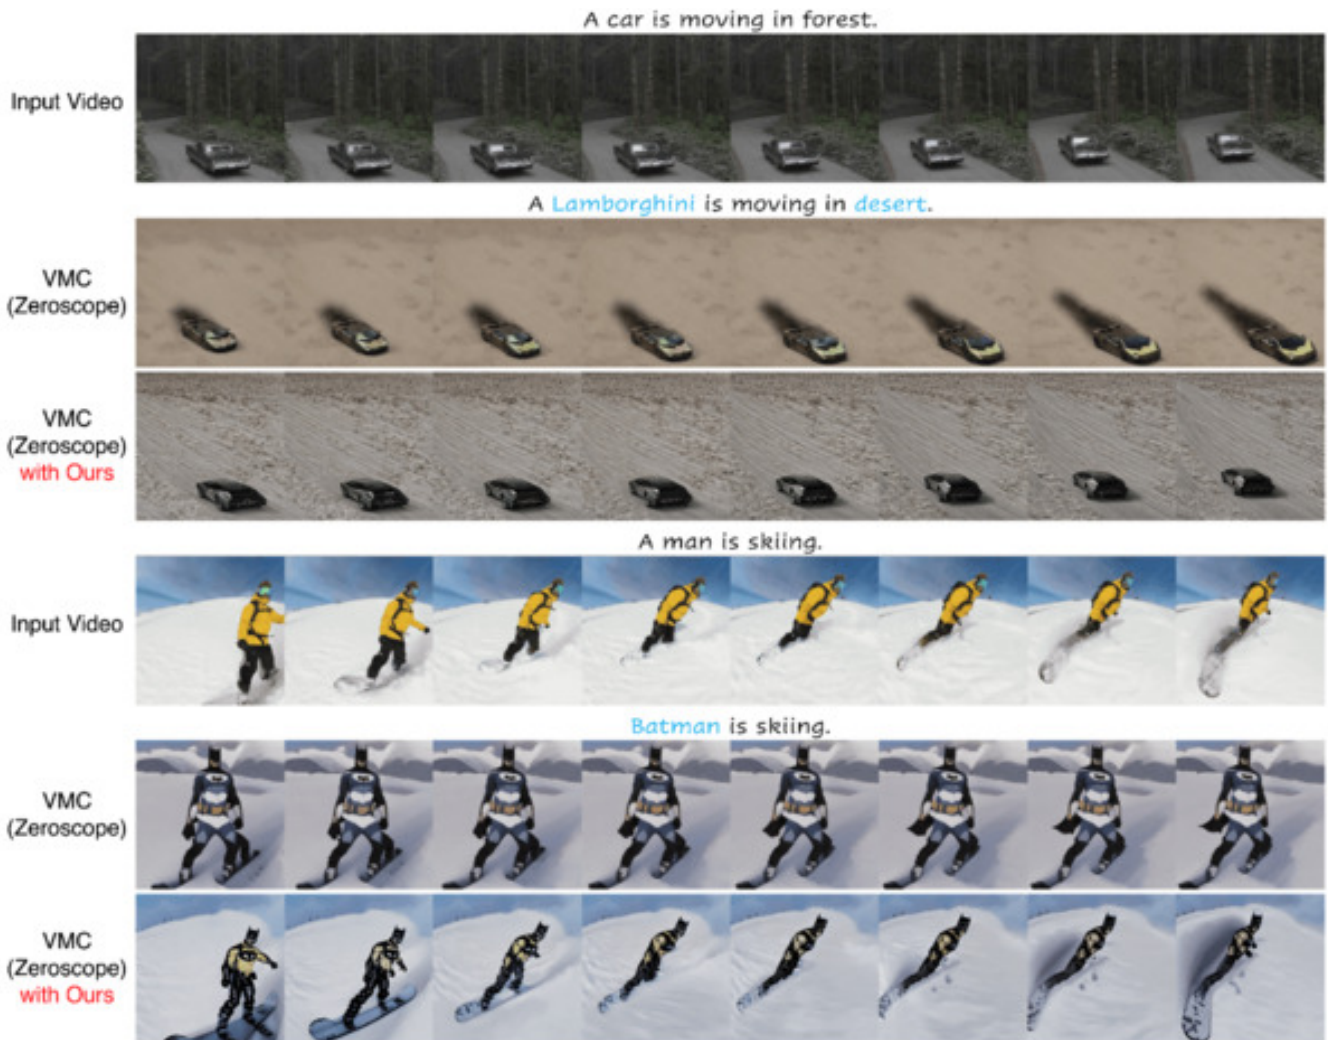 A car is moving in forest.
Input Video
A Lamborghini is moving in desert.
VMC
(Zeroscope)
VMC
(Zeroscope)
with Ours
A man is skiing.
Input Video
Batman is skiing.
VMC
(Zeroscope)
VMC
(Zeroscope)
with Ours